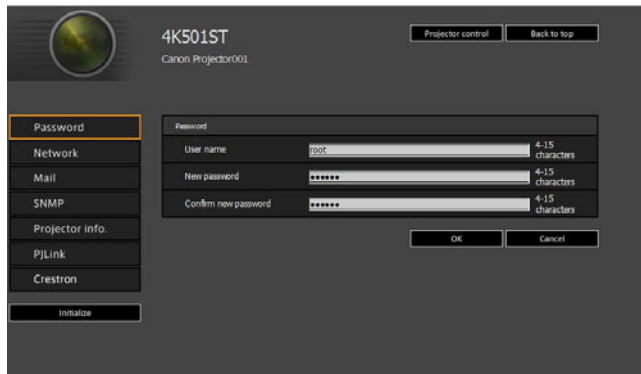 4K501ST
Canon Projector001
Projector control
Back to top
Password
Network
Mail
SNMP
Projector info.
PJLink
Crestron
Initialize
Password
User name
root
4-15
characters
New password
••••••
4-15
characters
Confirm new password
••••••
4-15
characters
OK
Cancel